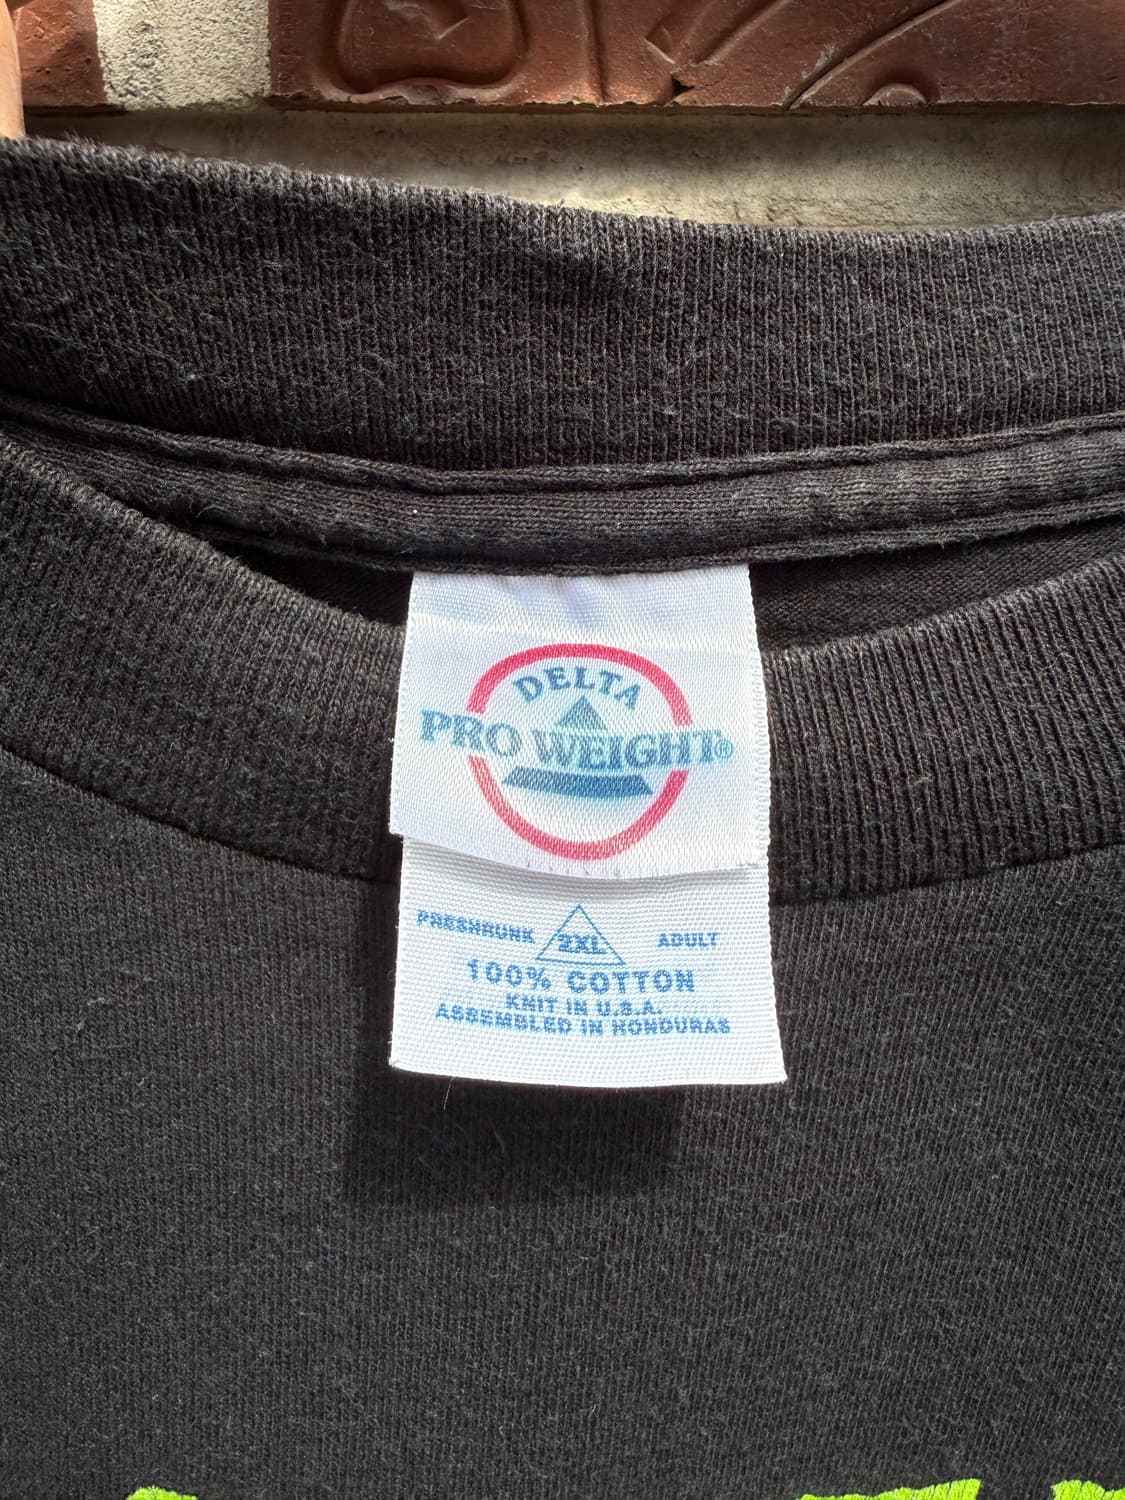 DELTA
PRO WEIGHT®
PRESHRUNK 2XL ADULT
100% COTTON
KNIT IN U.S.A.
ASSEMBLED IN HONDURAS